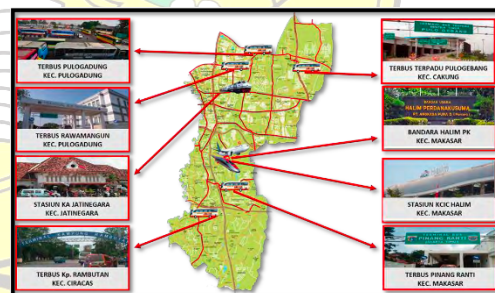 TERBUS PULOGADUNG
KEC. PULOGADUNG
TERBUS RAWAMANGUN
KEC. PULOGADUNG
STASIUN KA JATINEGARA
KEC. JATINEGARA
TERBUS Kp. RAMBUTAN
KEC. CIRACAS
TERBUS TERPADU PULOGEBANG
KEC. CAKUNG
HALIM PERDANAKUSUMA
BANDARA HALIM PK
KEC. MAKASAR
STASIUN KCIC HALIM
KEC. MAKASAR
PINANG RANTI
TERBUS PINANG RANTI
KEC. MAKASAR